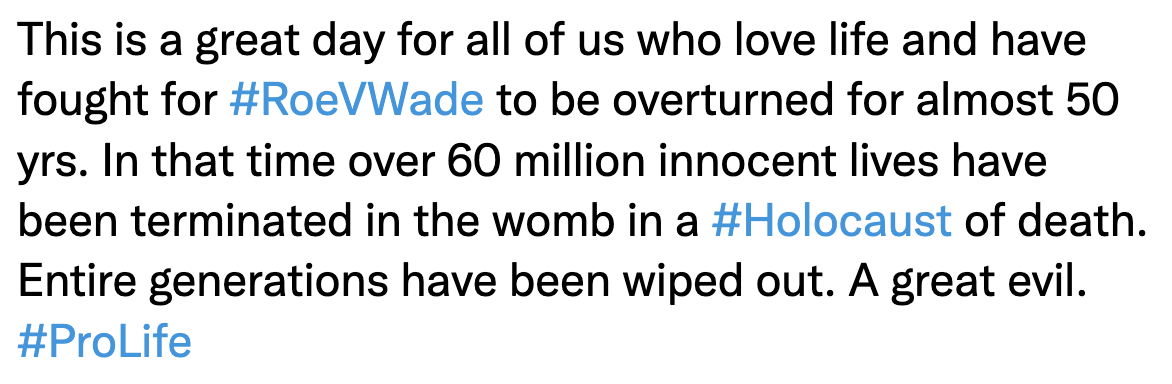 This is a great day for all of us who love life and have
fought for #RoeVWade to be overturned for almost 50
yrs. In that time over 60 million innocent lives have
been terminated in the womb in a #Holocaust of death.
Entire generations have been wiped out. A great evil.
#ProLife